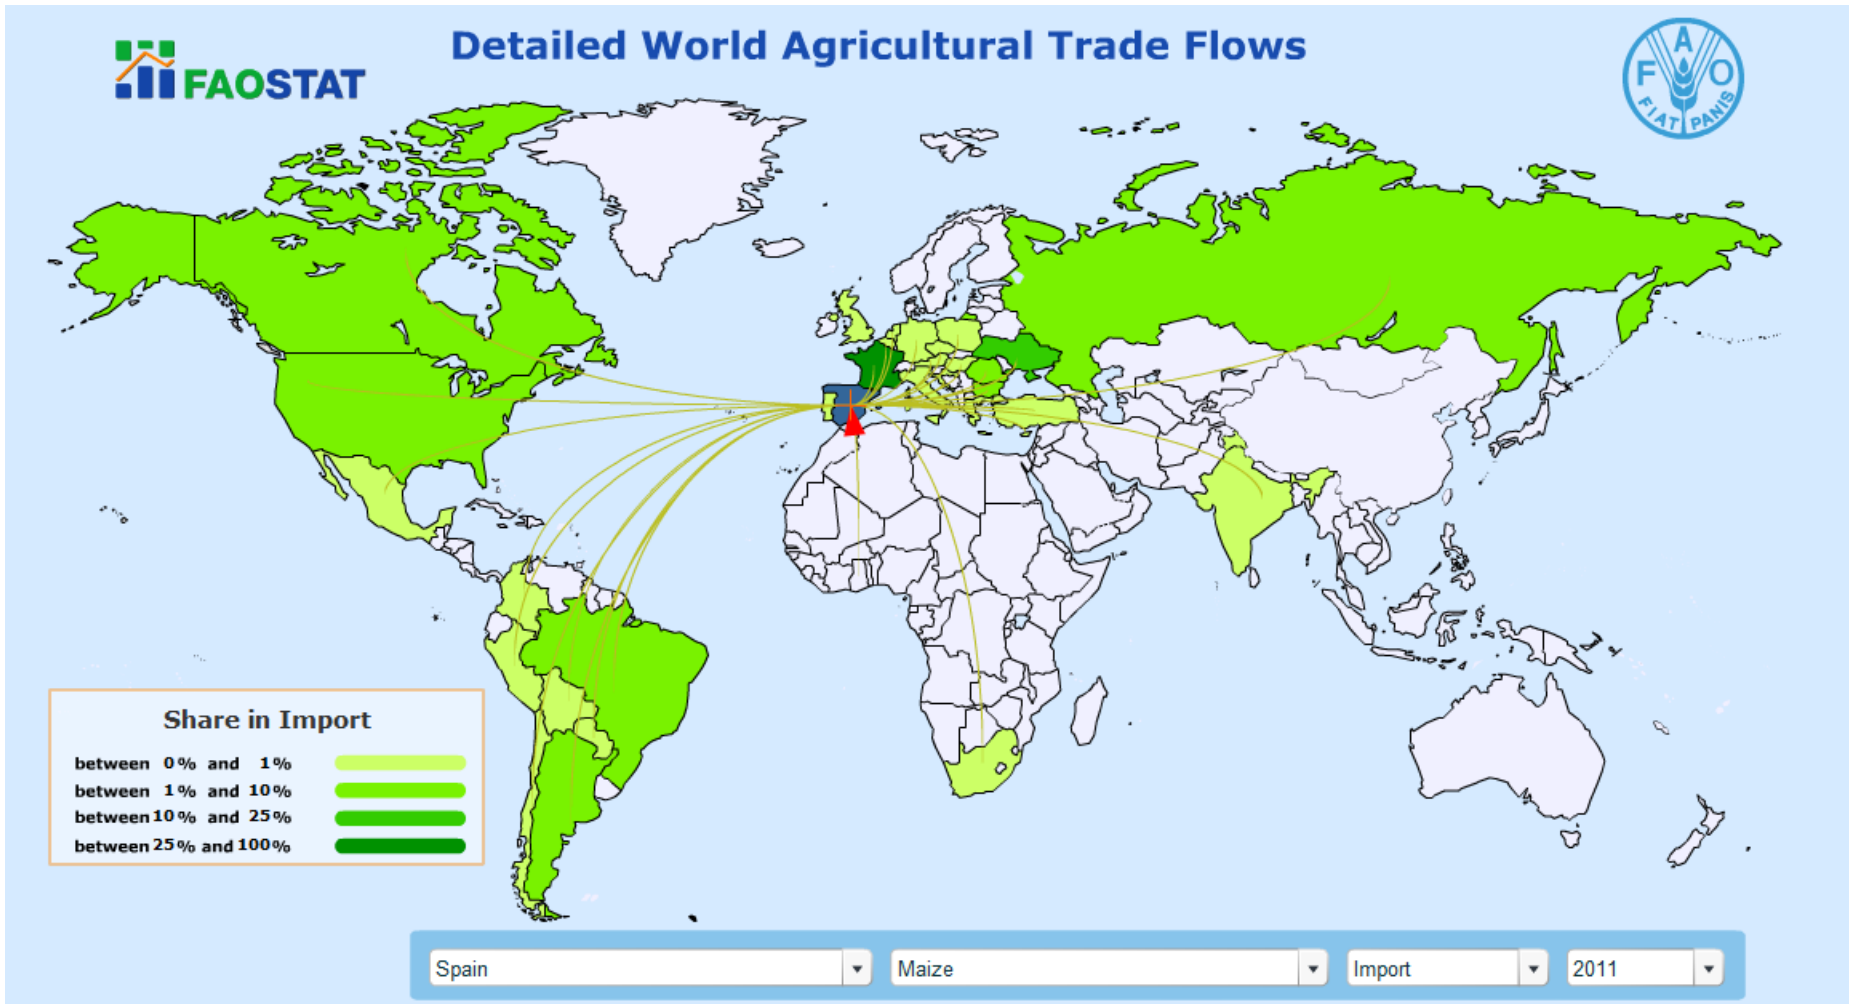 Detailed World Agricultural Trade Flows
FAOSTAT
F A O
FIAT PANIS
Share in Import
between 0% and 1%
between 1% and 10%
between 10% and 25%
between 25% and 100%
Spain
Maize
Import
2011